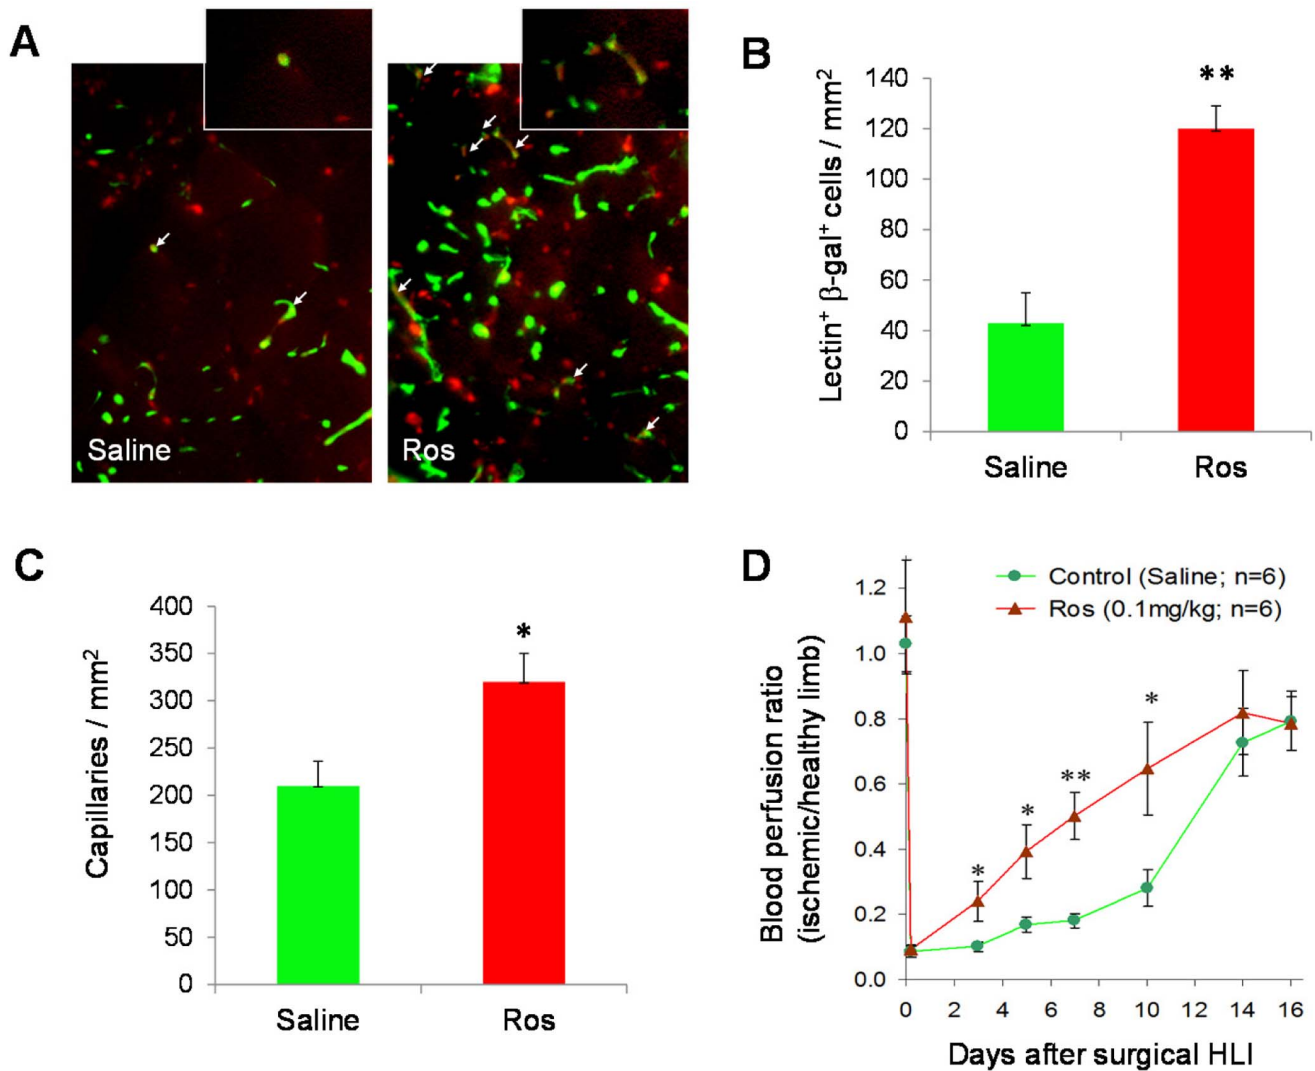 A
Saline
Ros
B
Lectin⁺ β-gal⁺ cells / mm²
140
120
100
80
60
40
20
0
**
Saline
Ros
C
Capillaries / mm²
400
350
300
250
200
150
100
50
0
*
Saline
Ros
D
Blood perfusion ratio
(ischemic/healthy limb)
1.2
1.0
0.8
0.6
0.4
0.2
0.0
Control (Saline; n=6)
Ros (0.1mg/kg; n=6)
*
*
**
*
0 2 4 6 8 10 12 14 16
Days after surgical HLI